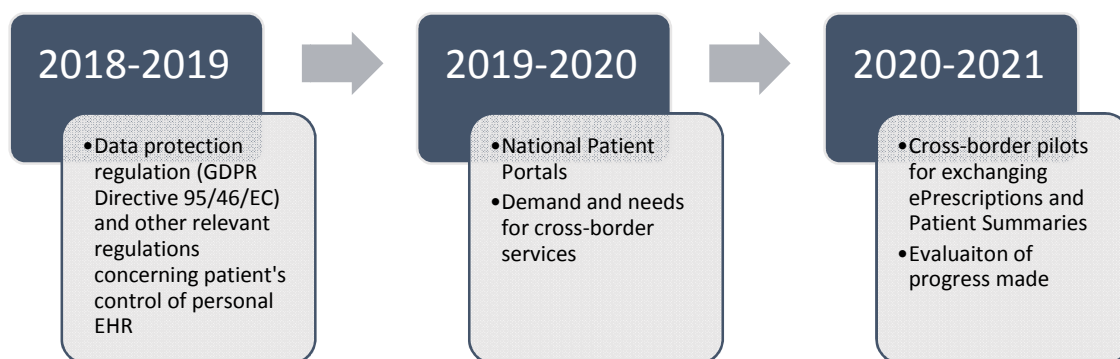 2018-2019
•Data protection
regulation (GDPR
Directive 95/46/EC)
and other relevant
regulations
concerning patient's
control of personal
EHR
2019-2020
•National Patient
Portals
•Demand and needs
for cross-border
services
2020-2021
•Cross-border pilots
for exchanging
ePrescriptions and
Patient Summaries
•Evaluaiton of
progress made